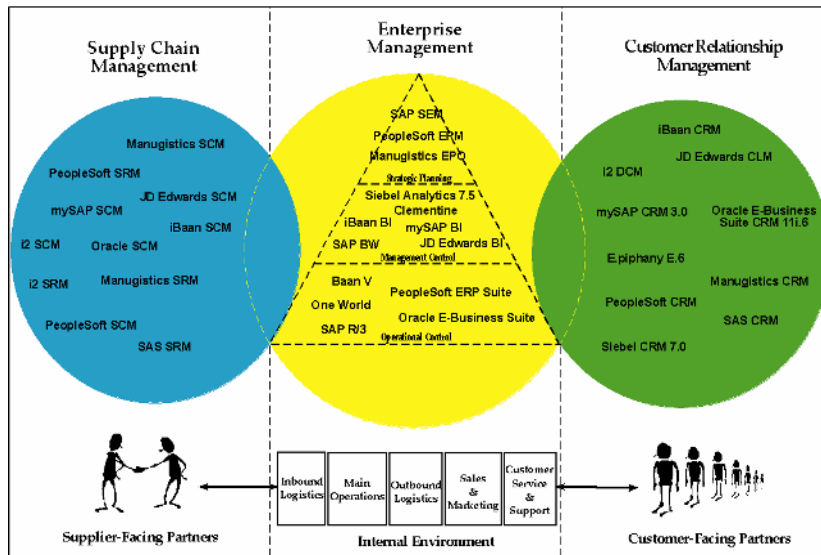 Supply Chain
Management
Enterprise
Management
Customer Relationship
Management
Manugistics SCM
PeopleSoft SRM
JD Edwards SCM
mySAP SCM
iBaan SCM
i2 SCM
Oracle SCM
i2 SRM
Manugistics SRM
PeopleSoft SCM
SAS SRM
SAP SEM
PeopleSoft EPM
Manugistics EPO
Strategic Planning
Siebel Analytics 7.5
Clementine
iBaan BI
mySAP BI
SAP BW
JD Edwards BI
Management Control
Baan V
PeopleSoft ERP Suite
One World
Oracle E-Business Suite
SAP R/3
Operational Control
iBaan CRM
JD Edwards CLM
i2 DCM
mySAP CRM 3.0
Oracle E-Business
Suite CRM 11i.6
E.piphany E.6
Manugistics CRM
PeopleSoft CRM
SAS CRM
Siebel CRM 7.0
Inbound
Logistics
Main
Operations
Outbound
Logistics
Sales
&
Marketing
Customer
Service &
Support
Supplier-Facing Partners
Internal Environment
Customer-Facing Partners